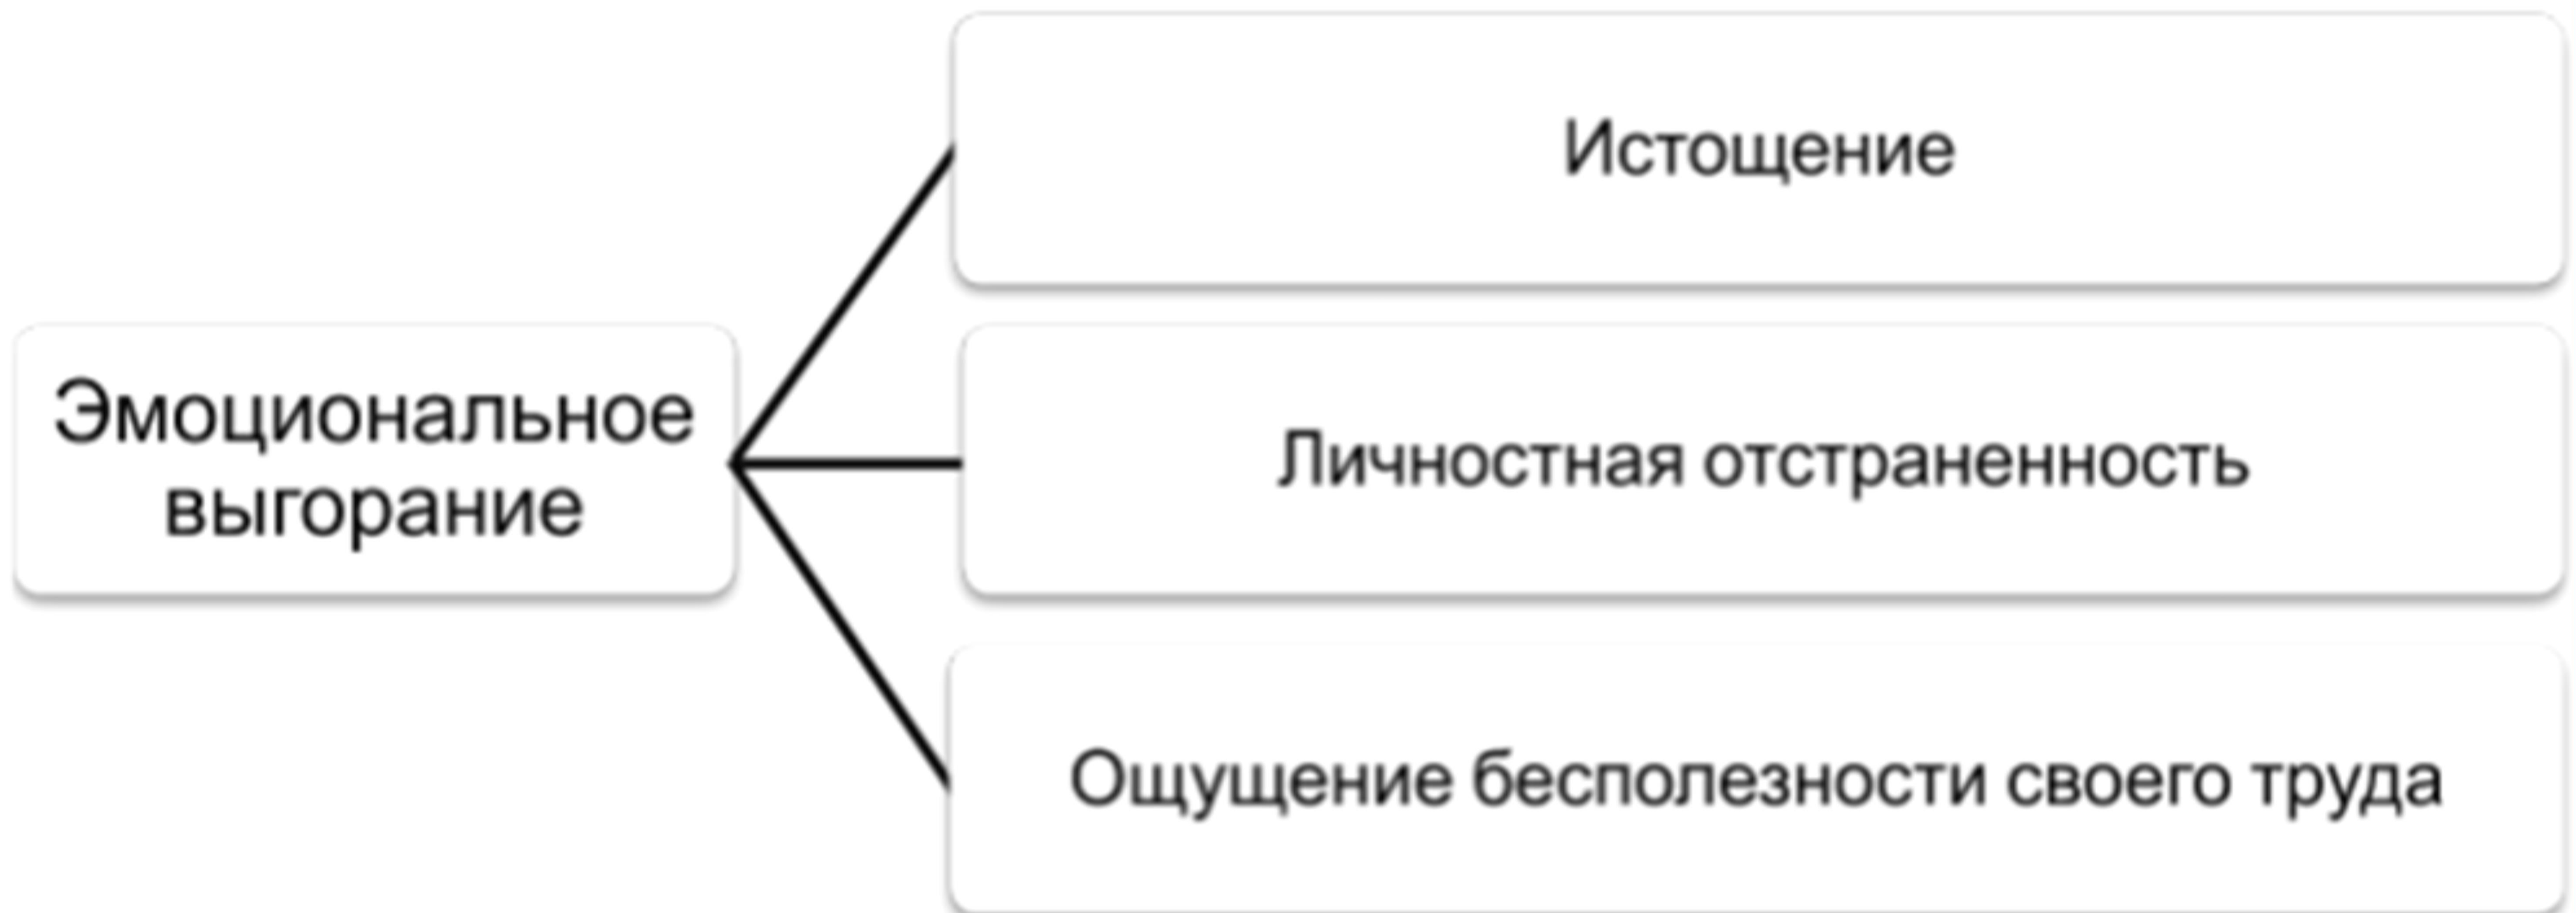 Эмоциональное
выгорание
Истощение
Личностная отстраненность
Ощущение бесполезности своего труда